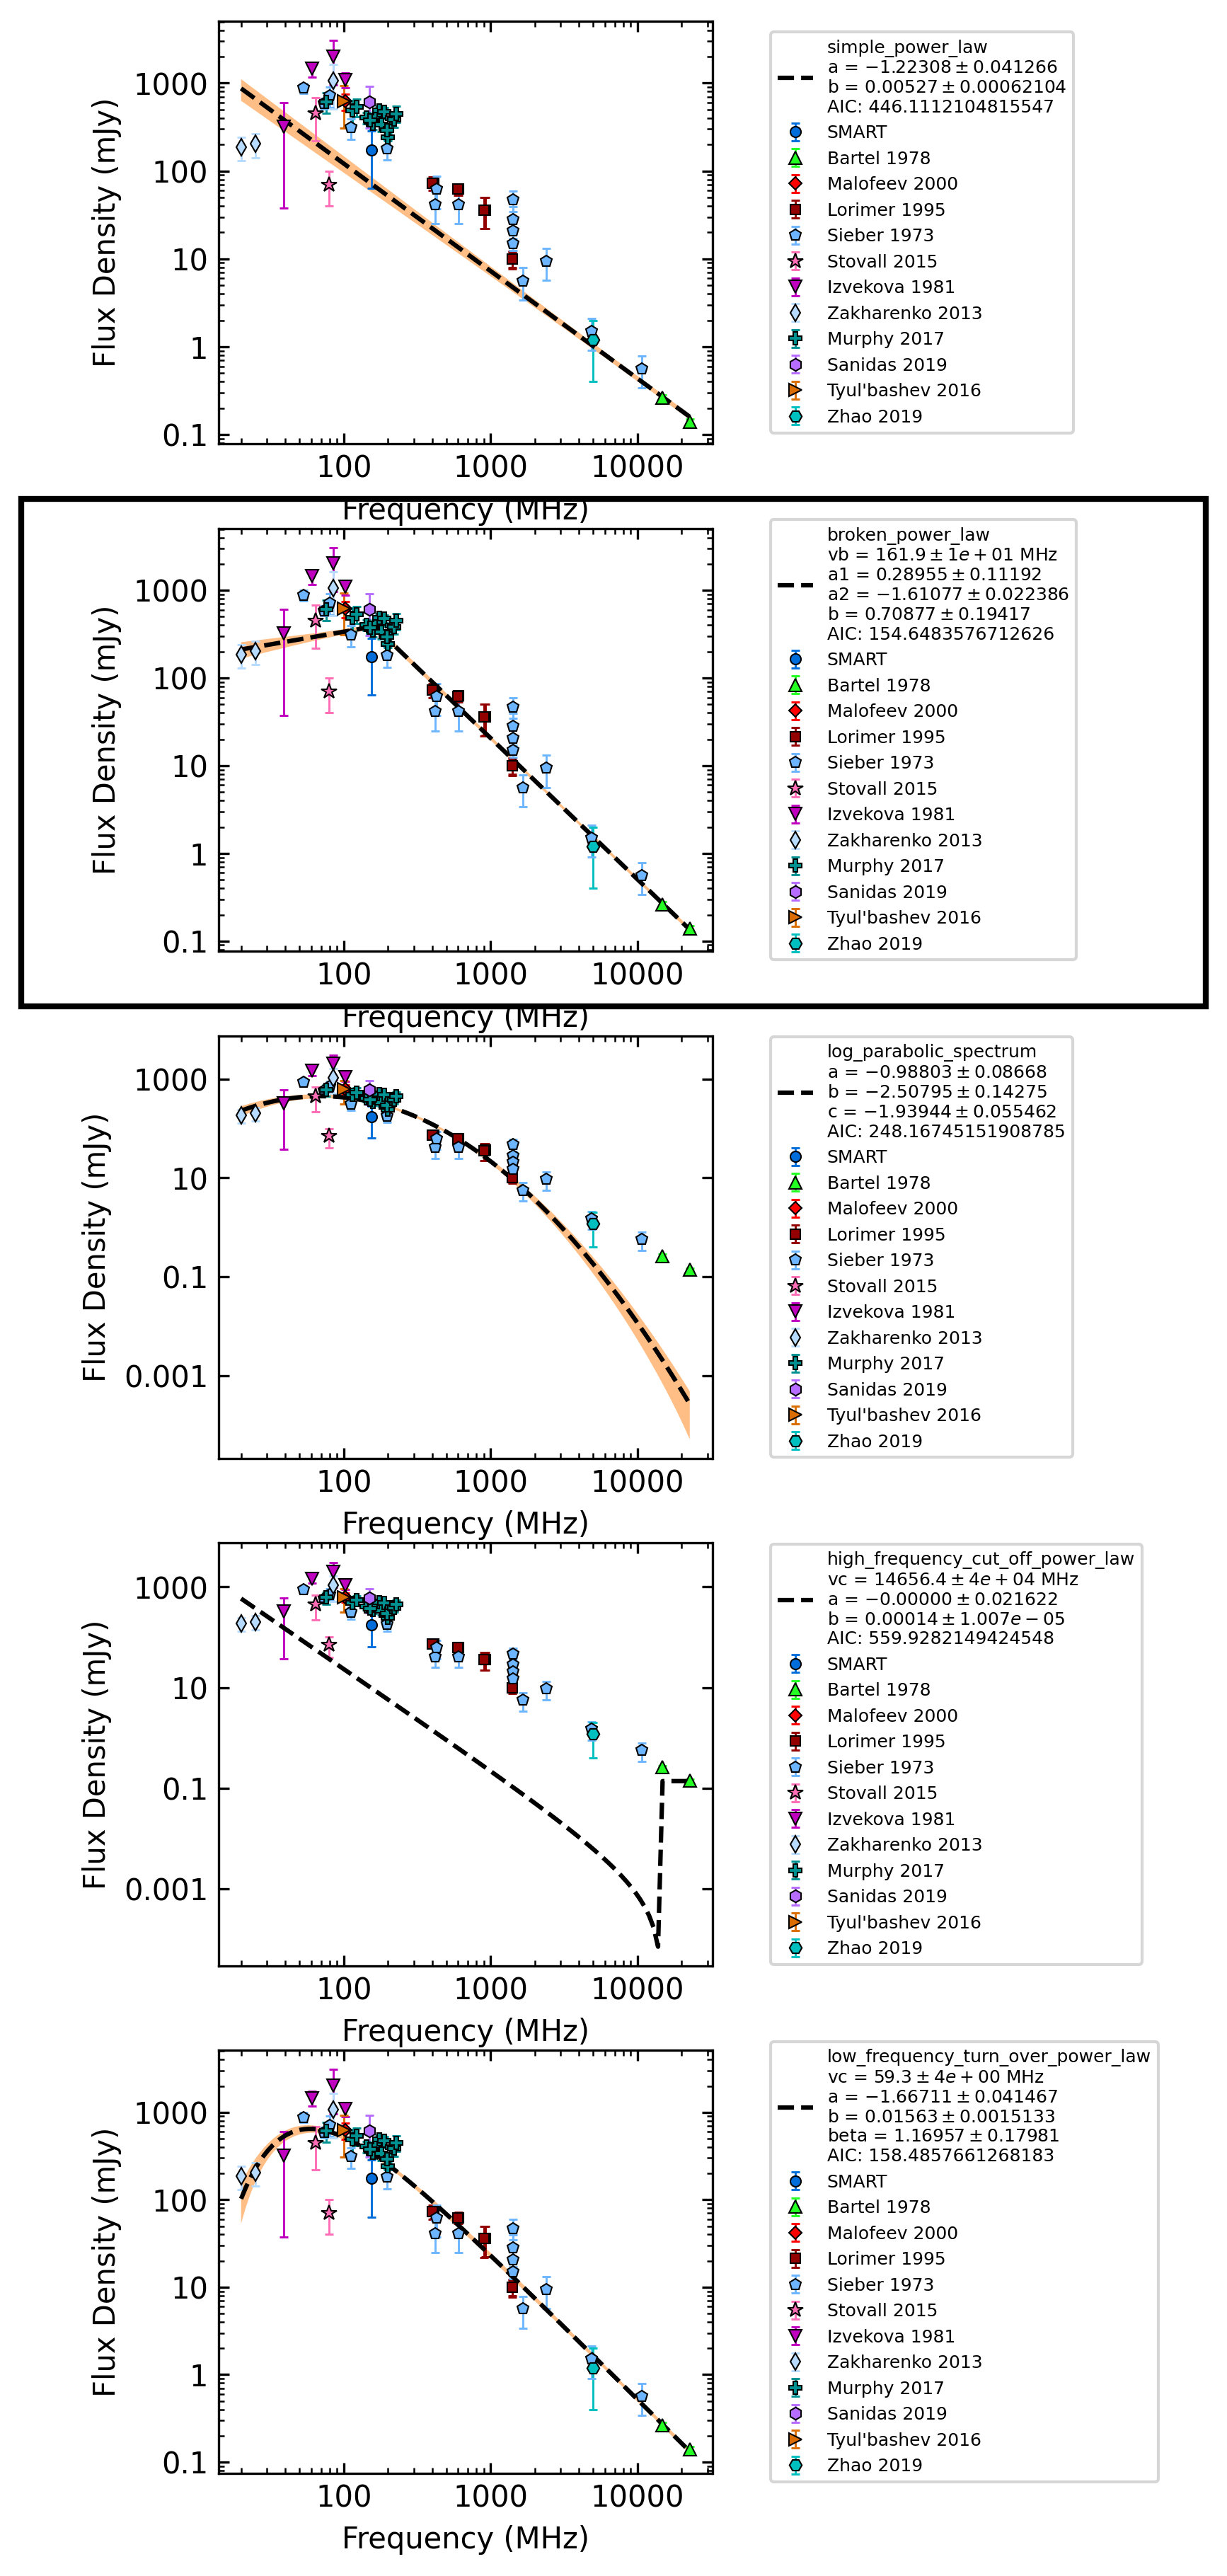 1000
100
10
1
0.1
Flux Density (mJy)
100 1000 10000
Frequency (MHz)
simple_power_law
a = −1.22308 ± 0.041266
b = 0.00527 ± 0.00062104
AIC: 446.1112104815547
SMART
Bartel 1978
Malofeev 2000
Lorimer 1995
Sieber 1973
Stovall 2015
Izvekova 1981
Zakharenko 2013
Murphy 2017
Sanidas 2019
Tyul'bashev 2016
Zhao 2019
1000
100
10
1
0.1
Flux Density (mJy)
100 1000 10000
Frequency (MHz)
broken_power_law
vb = 161.9 ± 1e + 01 MHz
a1 = 0.28955 ± 0.11192
a2 = −1.61077 ± 0.022386
b = 0.70877 ± 0.19417
AIC: 154.6483576712626
SMART
Bartel 1978
Malofeev 2000
Lorimer 1995
Sieber 1973
Stovall 2015
Izvekova 1981
Zakharenko 2013
Murphy 2017
Sanidas 2019
Tyul'bashev 2016
Zhao 2019
1000
10
0.1
0.001
Flux Density (mJy)
100 1000 10000
Frequency (MHz)
log_parabolic_spectrum
a = −0.98803 ± 0.08668
b = −2.50795 ± 0.14275
c = −1.93944 ± 0.055462
AIC: 248.16745151908785
SMART
Bartel 1978
Malofeev 2000
Lorimer 1995
Sieber 1973
Stovall 2015
Izvekova 1981
Zakharenko 2013
Murphy 2017
Sanidas 2019
Tyul'bashev 2016
Zhao 2019
1000
10
0.1
0.001
Flux Density (mJy)
100 1000 10000
Frequency (MHz)
high_frequency_cut_off_power_law
vc = 14656.4 ± 4e + 04 MHz
a = −0.00000 ± 0.021622
b = 0.00014 ± 1.007e − 05
AIC: 559.9282149424548
SMART
Bartel 1978
Malofeev 2000
Lorimer 1995
Sieber 1973
Stovall 2015
Izvekova 1981
Zakharenko 2013
Murphy 2017
Sanidas 2019
Tyul'bashev 2016
Zhao 2019
1000
100
10
1
0.1
Flux Density (mJy)
100 1000 10000
Frequency (MHz)
low_frequency_turn_over_power_law
vc = 59.3 ± 4e + 00 MHz
a = −1.66711 ± 0.041467
b = 0.01563 ± 0.0015133
beta = 1.16957 ± 0.17981
AIC: 158.4857661268183
SMART
Bartel 1978
Malofeev 2000
Lorimer 1995
Sieber 1973
Stovall 2015
Izvekova 1981
Zakharenko 2013
Murphy 2017
Sanidas 2019
Tyul'bashev 2016
Zhao 2019